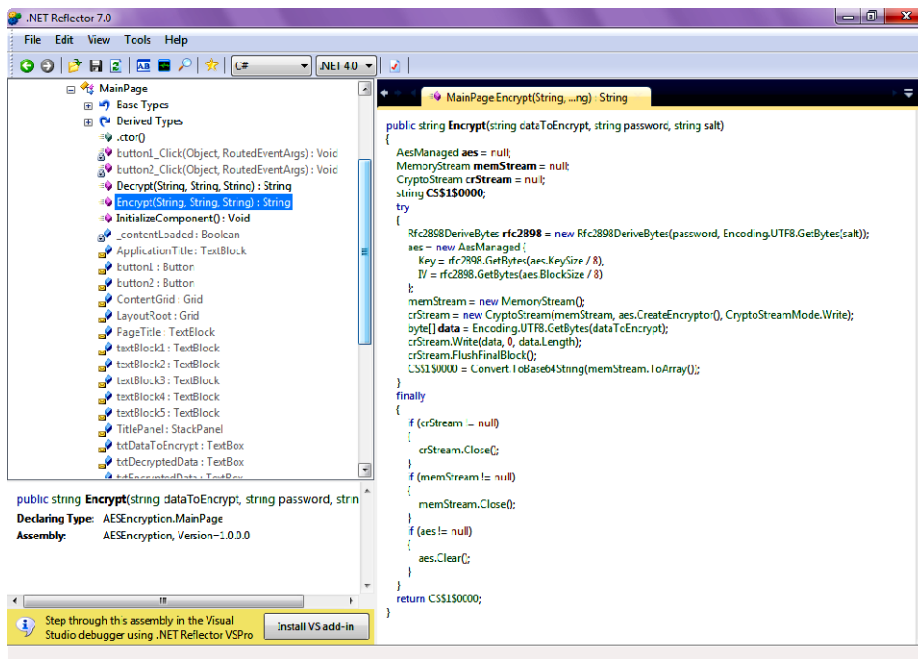 .NET Reflector 7.0
File Edit View Tools Help
C# .NET 4.0
MainPage
Base Types
Derived Types
.ctor()
button1_Click(Object, RoutedEventArgs) : Void
button2_Click(Object, RoutedEventArgs) : Void
Decrypt(String, String, String) : String
Encrypt(String, String, String) : String
InitializeComponent() : Void
_contentLoaded : Boolean
ApplicationTitle : TextBlock
button1 : Button
button2 : Button
ContentGrid : Grid
LayoutRoot : Grid
PageTitle : TextBlock
textBlock1 : TextBlock
textBlock2 : TextBlock
textBlock3 : TextBlock
textBlock4 : TextBlock
textBlock5 : TextBlock
TitlePanel : StackPanel
txtDataToEncrypt : TextBox
txtDecryptedData : TextBox
txtEncryptedData : TextBox
public string Encrypt(string dataToEncrypt, string password, strin
Declaring Type: AESEncryption.MainPage
Assembly: AESEncryption, Version=1.0.0.0
Step through this assembly in the Visual
Studio debugger using .NET Reflector VSPro
Install VS add-in
MainPage.Encrypt(String, ...ng) : String
public string Encrypt(string dataToEncrypt, string password, string salt)
{
AesManaged aes = null;
MemoryStream memStream = null;
CryptoStream crStream = null;
string CS$1$0000;
try
{
Rfc2898DeriveBytes rfc2898 = new Rfc2898DeriveBytes(password, Encoding.UTF8.GetBytes(salt));
aes = new AesManaged {
Key = rfc2898.GetBytes(aes.KeySize / 8),
IV = rfc2898.GetBytes(aes.BlockSize / 8)
};
memStream = new MemoryStream();
crStream = new CryptoStream(memStream, aes.CreateEncryptor(), CryptoStreamMode.Write);
byte[] data = Encoding.UTF8.GetBytes(dataToEncrypt);
crStream.Write(data, 0, data.Length);
crStream.FlushFinalBlock();
CS$1$0000 = Convert.ToBase64String(memStream.ToArray());
}
finally
{
if (crStream != null)
{
crStream.Close();
}
if (memStream != null)
{
memStream.Close();
}
if (aes != null)
{
aes.Clear();
}
}
return CS$1$0000;
}